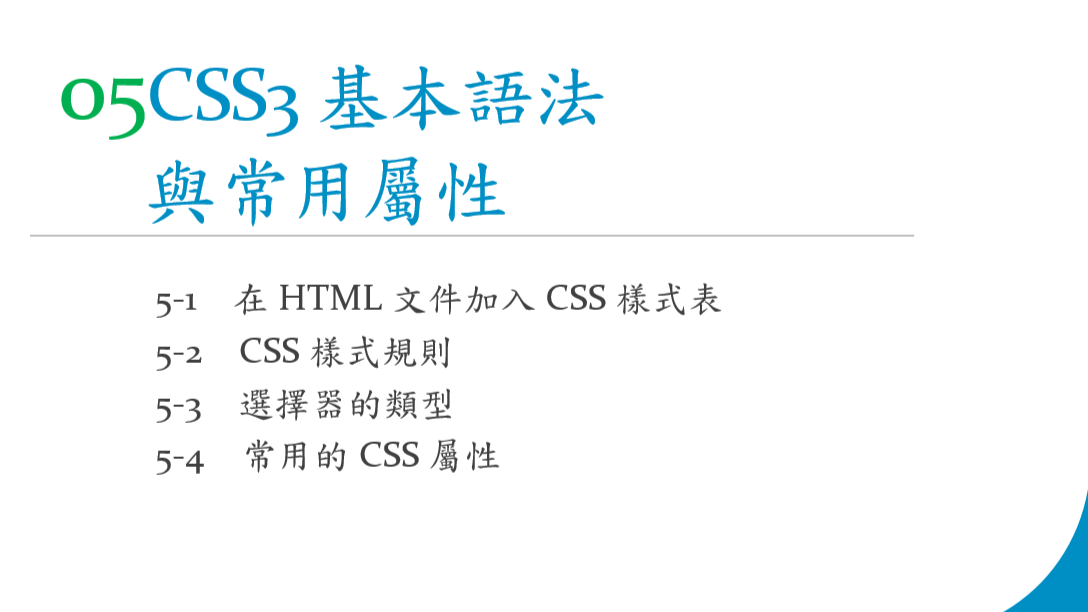 05CSS3 基本語法
與常用屬性
5-1 在 HTML 文件加入 CSS 樣式表
5-2 CSS 樣式規則
5-3 選擇器的類型
5-4 常用的 CSS 屬性